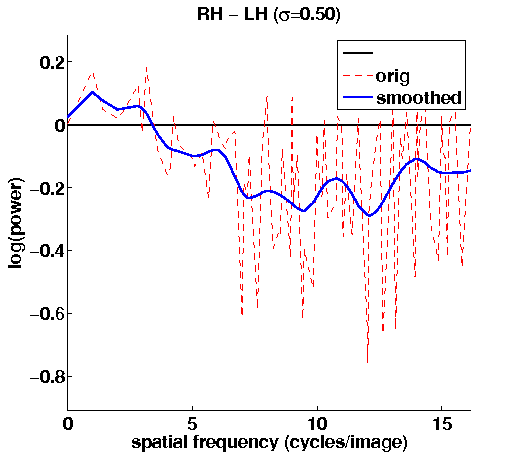 RH − LH (σ=0.50)
orig
smoothed
0.2
0
−0.2
−0.4
−0.6
−0.8
log(power)
0 5 10 15
spatial frequency (cycles/image)